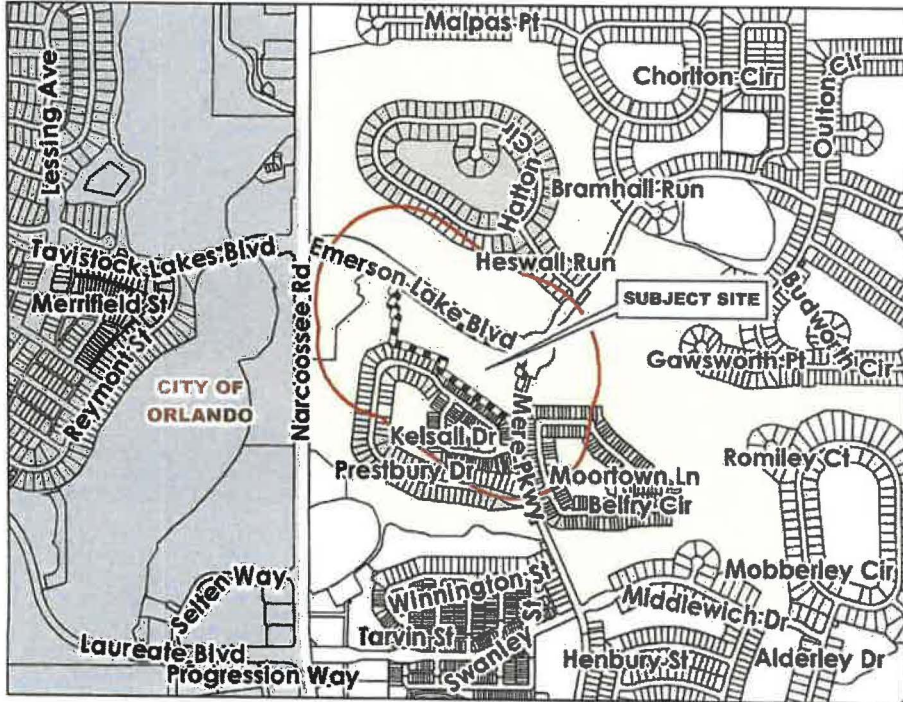 Malpas Pt
Chorlton Cir
Oulton Cir
Lessing Ave
Hatton Cir
Bramhall Run
Tavistock Lakes Blvd
Emerson Lake Blvd
Heswall Run
Merrifield St
SUBJECT SITE
Budworth Cir
Reymont St
Narcoossee Rd
Gawsworth Pt
CITY OF
ORLANDO
Mere Pkwy
Kelsall Dr
Prestbury Dr
Moortown Ln
Romiley Ct
Belfry Cir
Selten Way
Winnington St
Mobberley Cir
Middlewich Dr
Tarvin St
Swanley St
Laureate Blvd
Henbury St
Alderley Dr
Progression Way